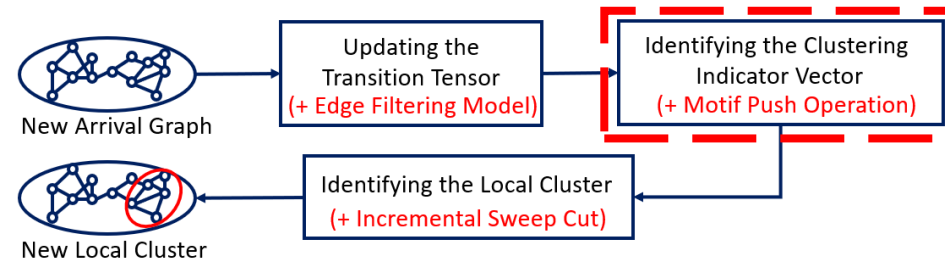 New Arrival Graph
Updating the
Transition Tensor
(+ Edge Filtering Model)
Identifying the Clustering
Indicator Vector
(+ Motif Push Operation)
Identifying the Local Cluster
(+ Incremental Sweep Cut)
New Local Cluster